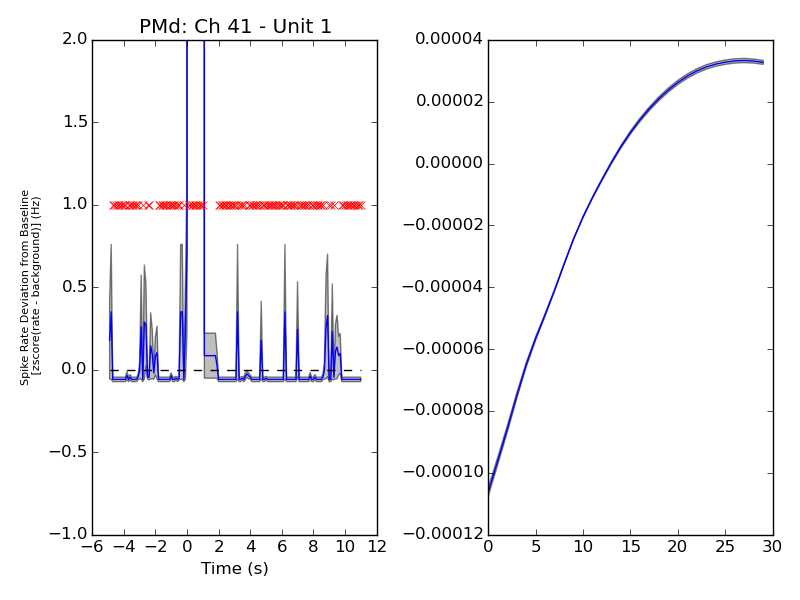 PMd: Ch 41 - Unit 1
Spike Rate Deviation from Baseline
[zscore(rate - background)] (Hz)
2.0
1.5
1.0
0.5
0.0
−0.5
−1.0
−6 −4 −2 0 2 4 6 8 10 12
Time (s)
0.00004
0.00002
0.00000
−0.00002
−0.00004
−0.00006
−0.00008
−0.00010
−0.00012
0 5 10 15 20 25 30